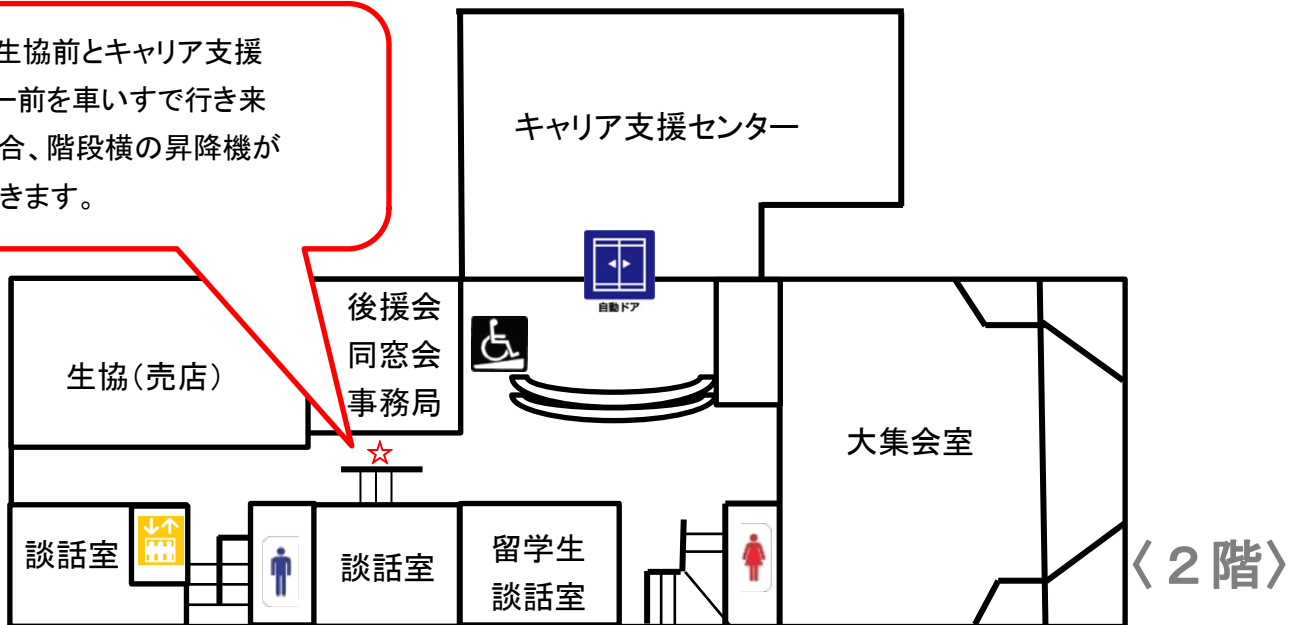 生協前とキャリア支援
ー前を車いすで行き来
合、階段横の昇降機が
きます。
キャリア支援センター
自動ドア
後援会
同窓会
事務局
生協(売店)
☆
大集会室
談話室
談話室
留学生
談話室
〈2階〉